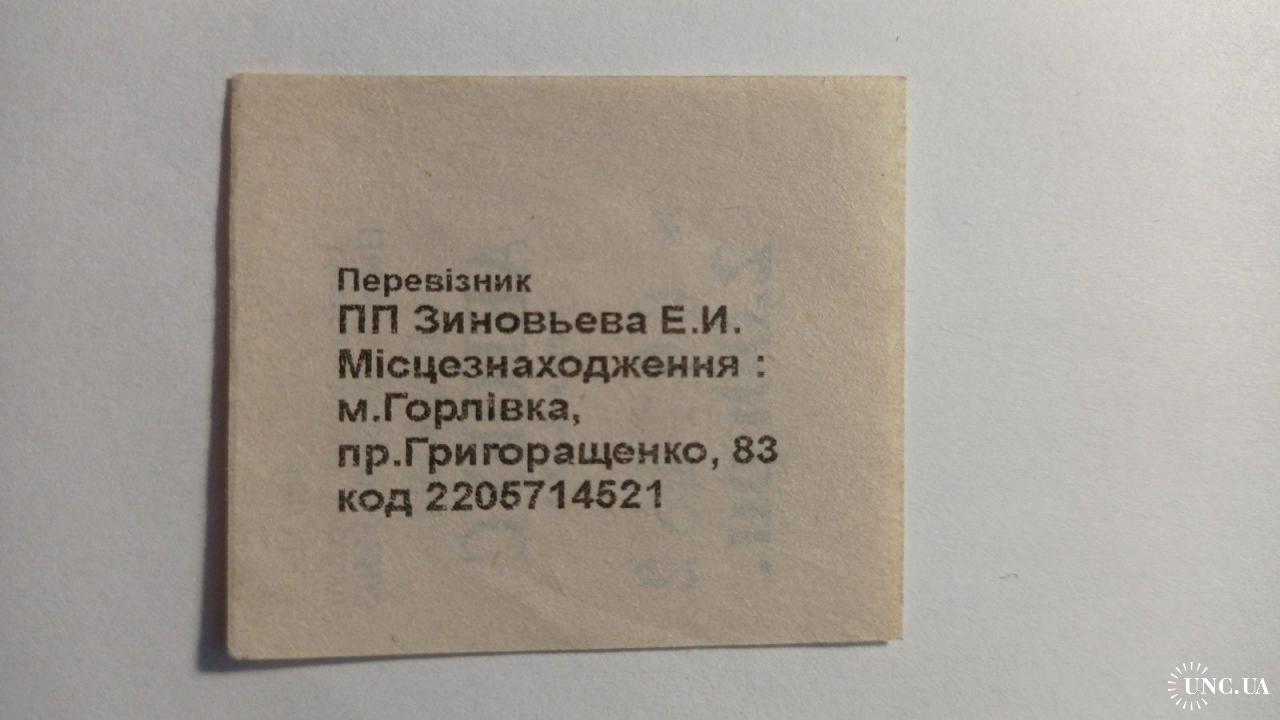 Перевізник
ПП Зиновьева Е.И.
Місцезнаходження :
м.Горлівка,
пр.Григоращенко, 83
код 2205714521
UNC.UA